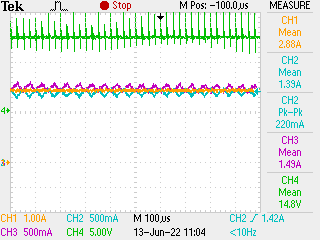 Tek Stop M Pos: -100.0µs MEASURE
CH1
Mean
2.88A
CH2
Mean
1.39A
CH2
Pk-Pk
220mA
CH3
Mean
1.49A
CH4
Mean
14.8V
4
3
CH1 1.00A CH2 500mA M 100µs CH2 1.42A
CH3 500mA CH4 5.00V 13-Jun-22 11:04 <10Hz